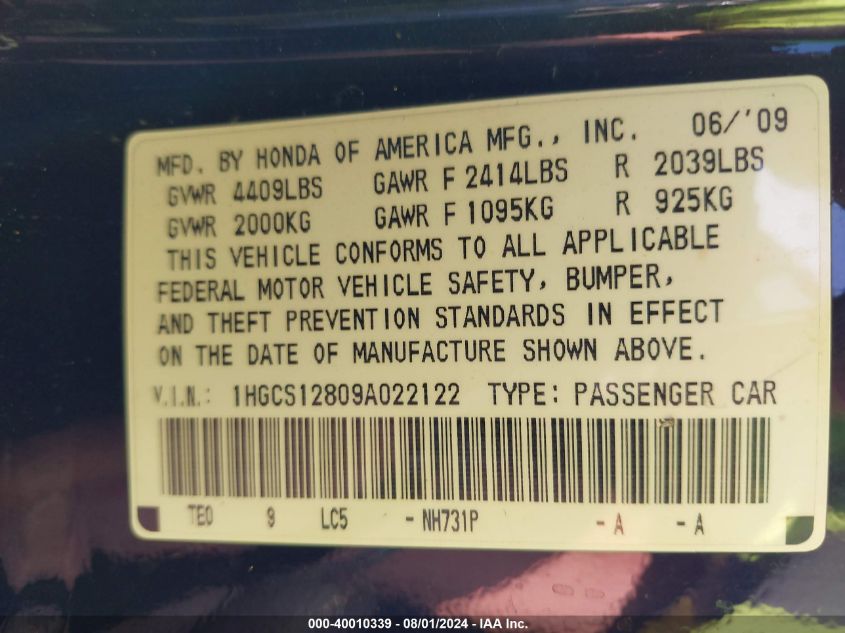 MFD. BY HONDA OF AMERICA MFG., INC. 06/'09
GVWR 4409LBS GAWR F 2414LBS R 2039LBS
GVWR 2000KG GAWR F 1095KG R 925KG
THIS VEHICLE CONFORMS TO ALL APPLICABLE
FEDERAL MOTOR VEHICLE SAFETY, BUMPER,
AND THEFT PREVENTION STANDARDS IN EFFECT
ON THE DATE OF MANUFACTURE SHOWN ABOVE.
V.I.N.: 1HGCS12809A022122 TYPE: PASSENGER CAR
TE0 9 LC5 - NH731P - A - A
000-40010339 - 08/01/2024 - IAA Inc.